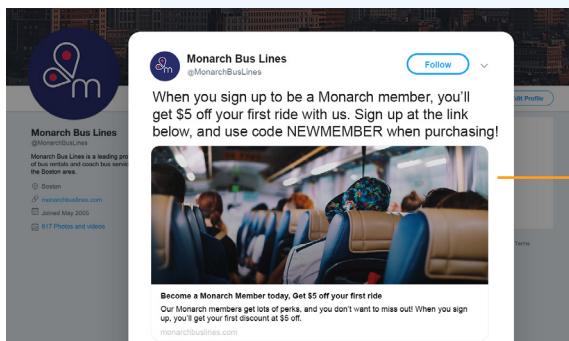 Monarch Bus Lines
@MonarchBusLines
Follow
When you sign up to be a Monarch member, you'll
get $5 off your first ride with us. Sign up at the link
below, and use code NEWMEMBER when purchasing!
Become a Monarch Member today, Get $5 off your first ride
Our Monarch members get lots of perks, and you don't want to miss out! When you sign
up, you'll get your first discount at $5 off.
monarchbuslines.com
m
Monarch Bus Lines
@MonarchBusLines
Monarch Bus Lines is a leading pro
of bus rentals and coach bus servic
the Boston area.
Boston
monarchbuslines.com
Joined May 2005
617 Photos and videos
dit Profile
Terms